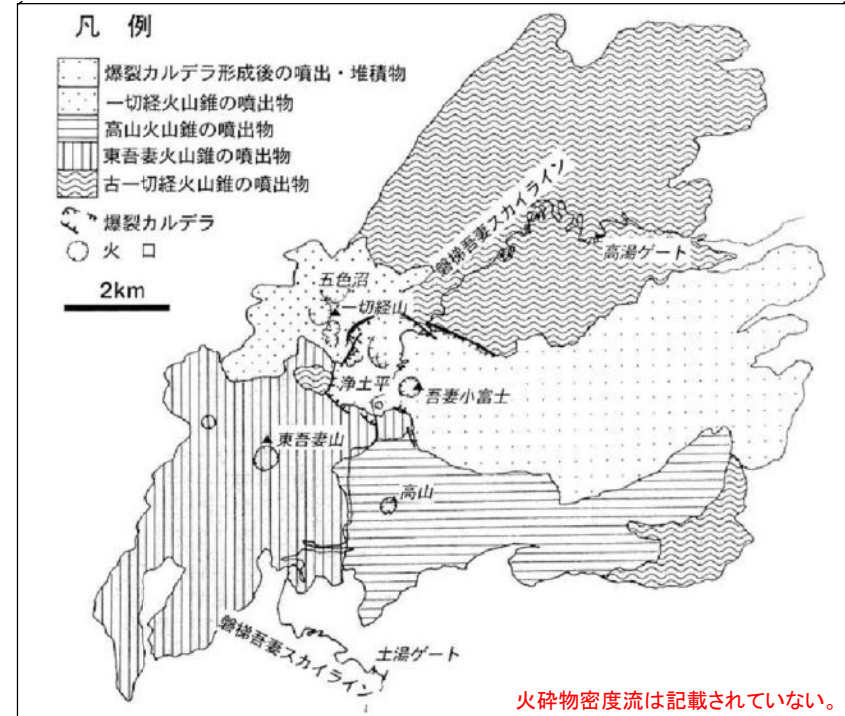 凡 例
爆裂カルデラ形成後の噴出・堆積物
一切経火山錐の噴出物
高山火山錐の噴出物
東吾妻火山錐の噴出物
古一切経火山錐の噴出物
爆裂カルデラ
火 口
2km
磐梯吾妻スカイライン
高湯ゲート
五色沼
一切経山
浄土平
吾妻小富士
東吾妻山
高山
磐梯吾妻スカイライン
土湯ゲート
火砕物密度流は記載されていない。